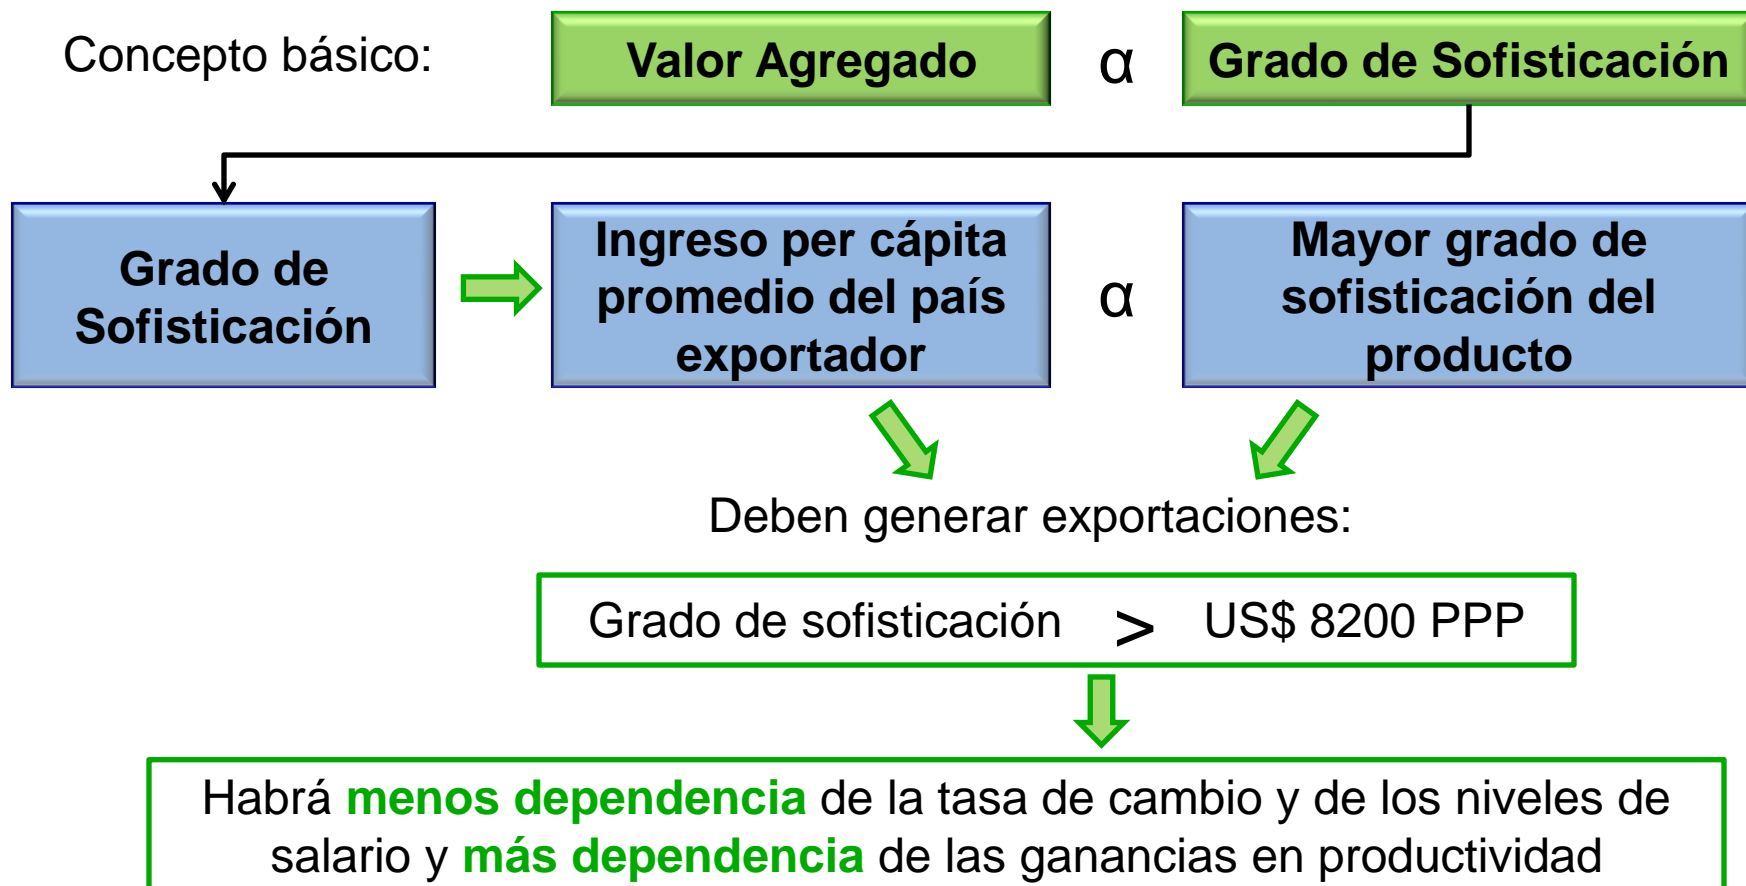 Concepto básico:
Valor Agregado
α
Grado de Sofisticación
Grado de
Sofisticación
Ingreso per cápita
promedio del país
exportador
α
Mayor grado de
sofisticación del
producto
Deben generar exportaciones:
Grado de sofisticación > US$ 8200 PPP
Habrá menos dependencia de la tasa de cambio y de los niveles de
salario y más dependencia de las ganancias en productividad